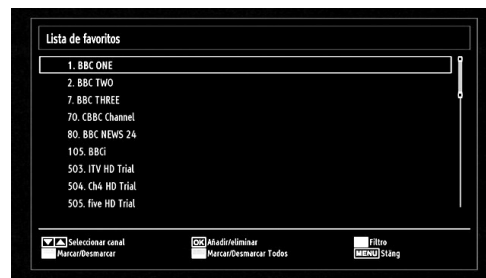 Lista de favoritos
1. BBC ONE
2. BBC TWO
7. BBC THREE
70. CBBC Channel
80. BBC NEWS 24
105. BBCi
503. ITV HD Trial
504. Ch4 HD Trial
505. five HD Trial
Seleccionar canal OK Añadir/eliminar Filtro
Marcar/Desmarcar Marcar/Desmarcar Todos MENU Stäng